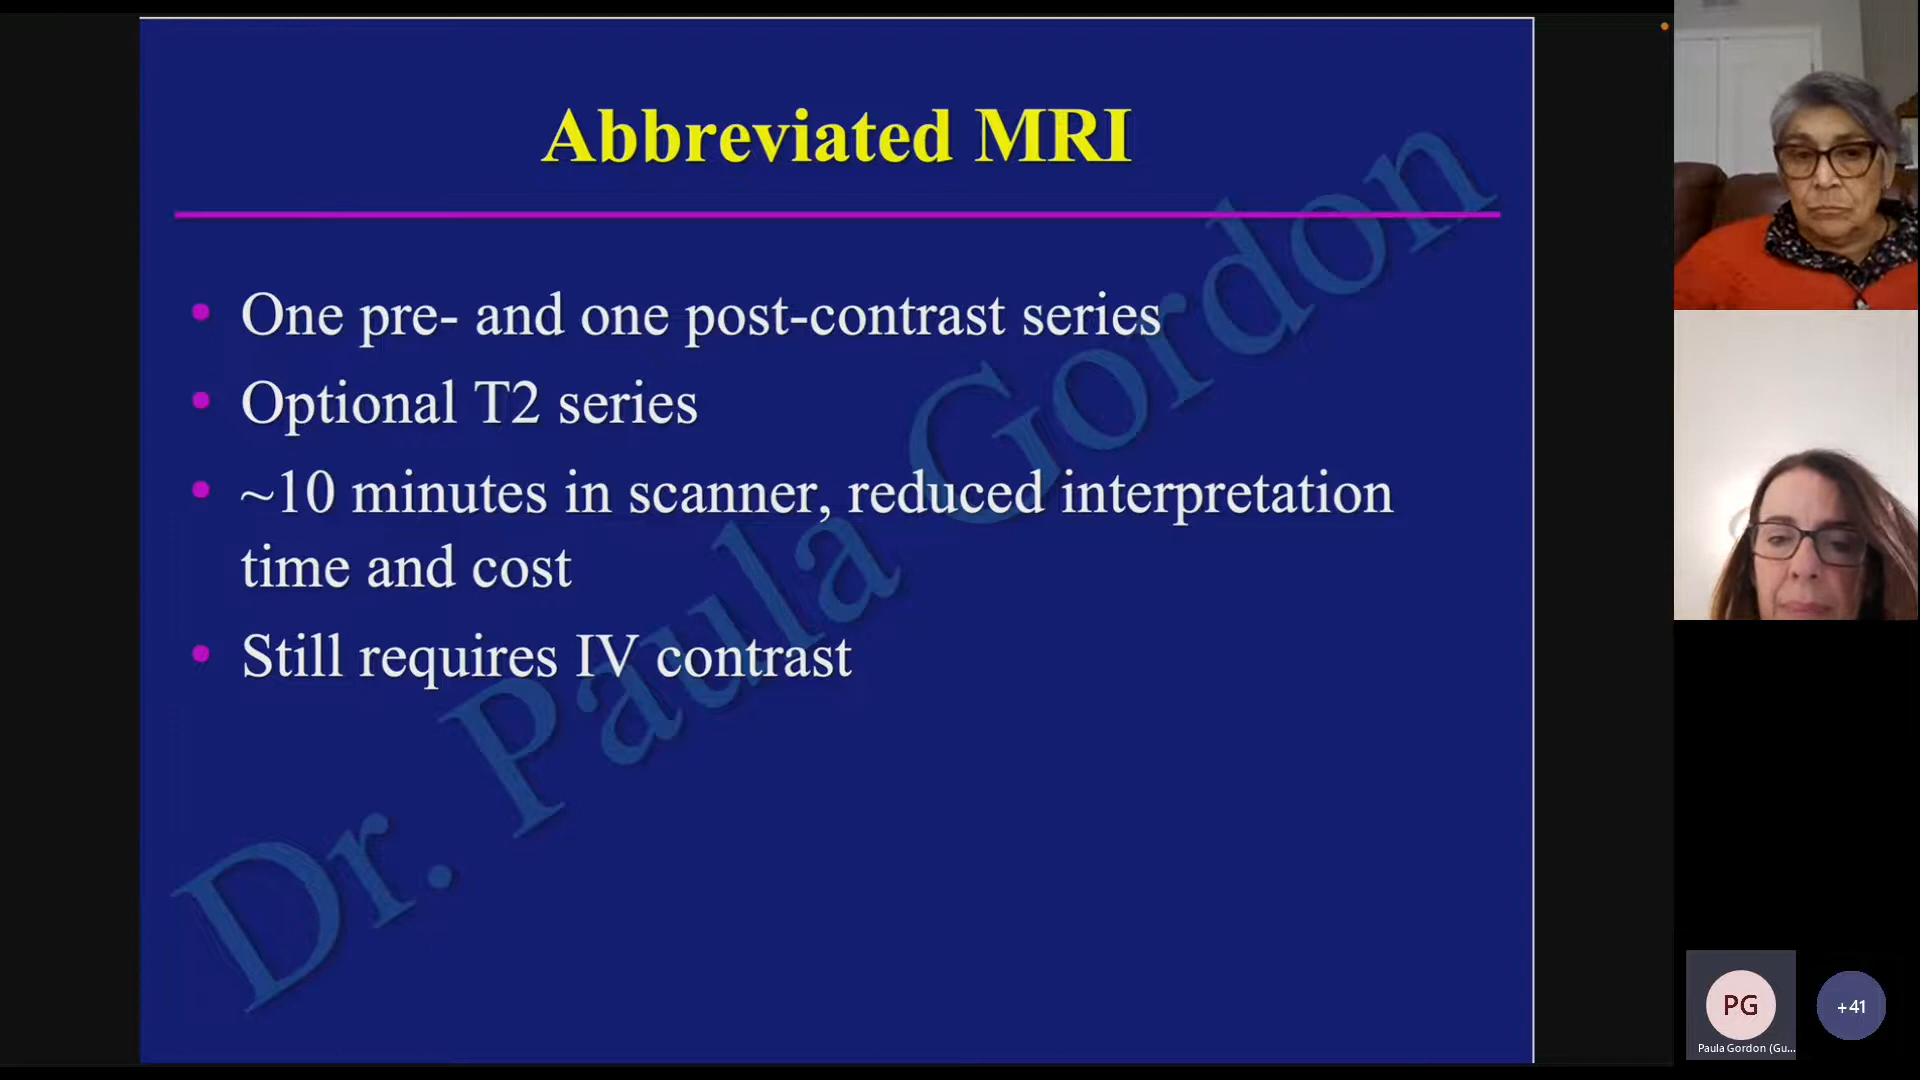 Abbreviated MRI
One pre- and one post-contrast series
Optional T2 series
~10 minutes in scanner, reduced interpretation
time and cost
Still requires IV contrast
Dr. Paula Gordon
PG
+41
Paula Gordon (Gu...